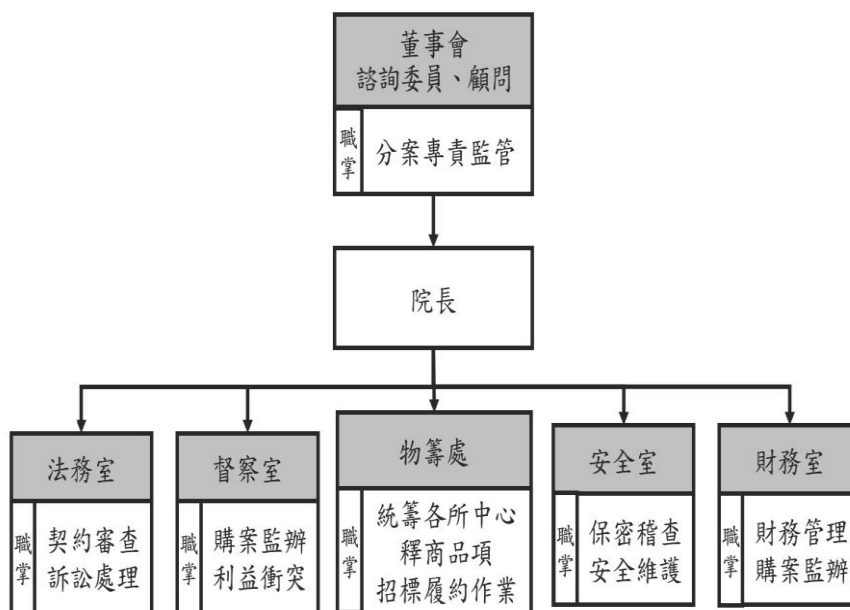 董事會
諮詢委員、顧問
職掌
分案專責監管
院長
法務室
職掌
契約審查
訴訟處理
督察室
職掌
購案監辦
利益衝突
物籌處
職掌
統籌各所中心
釋商品項
招標履約作業
安全室
職掌
保密稽查
安全維護
財務室
職掌
財務管理
購案監辦